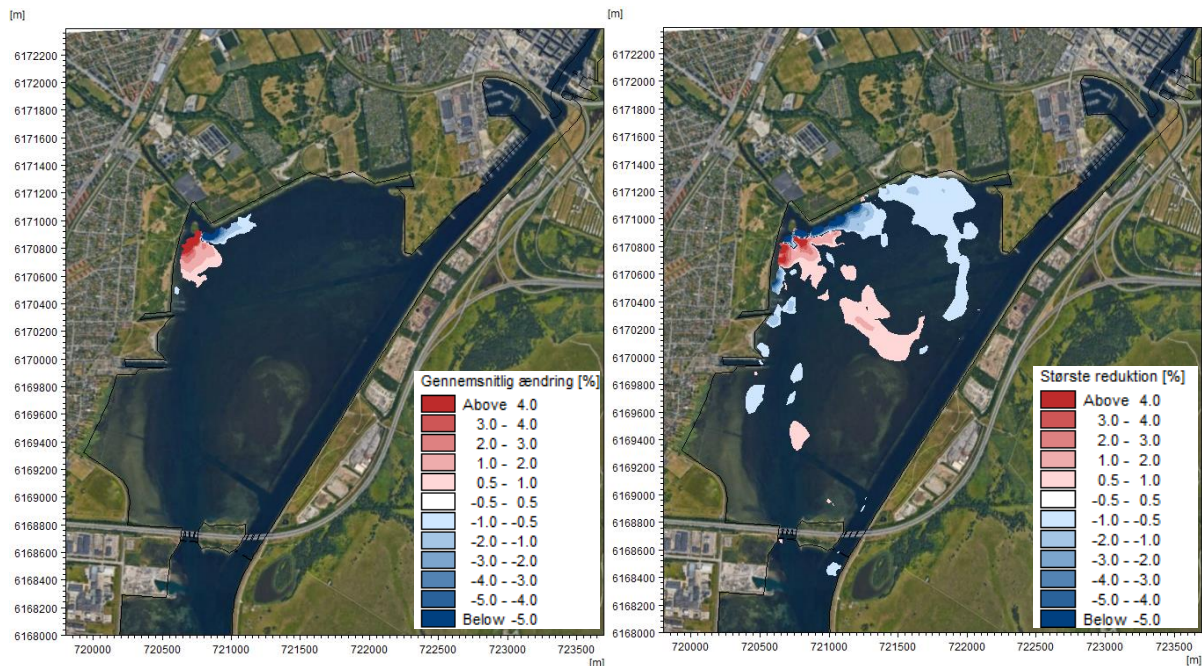 [m]
6172200
6172000
6171800
6171600
6171400
6171200
6171000
6170800
6170600
6170400
6170200
6170000
6169800
6169600
6169400
6169200
6169000
6168800
6168600
6168400
6168200
6168000
Gennemsnitlig ændring [%]
Above 4.0
3.0 - 4.0
2.0 - 3.0
1.0 - 2.0
0.5 - 1.0
-0.5 - 0.5
-1.0 - -0.5
-2.0 - -1.0
-3.0 - -2.0
-4.0 - -3.0
-5.0 - -4.0
Below -5.0
720000 720500 721000 721500 722000 722500 723000 723500
[m]
[m]
6172200
6172000
6171800
6171600
6171400
6171200
6171000
6170800
6170600
6170400
6170200
6170000
6169800
6169600
6169400
6169200
6169000
6168800
6168600
6168400
6168200
6168000
Største reduktion [%]
Above 4.0
3.0 - 4.0
2.0 - 3.0
1.0 - 2.0
0.5 - 1.0
-0.5 - 0.5
-1.0 - -0.5
-2.0 - -1.0
-3.0 - -2.0
-4.0 - -3.0
-5.0 - -4.0
Below -5.0
720000 720500 721000 721500 722000 722500 723000 723500
[m]